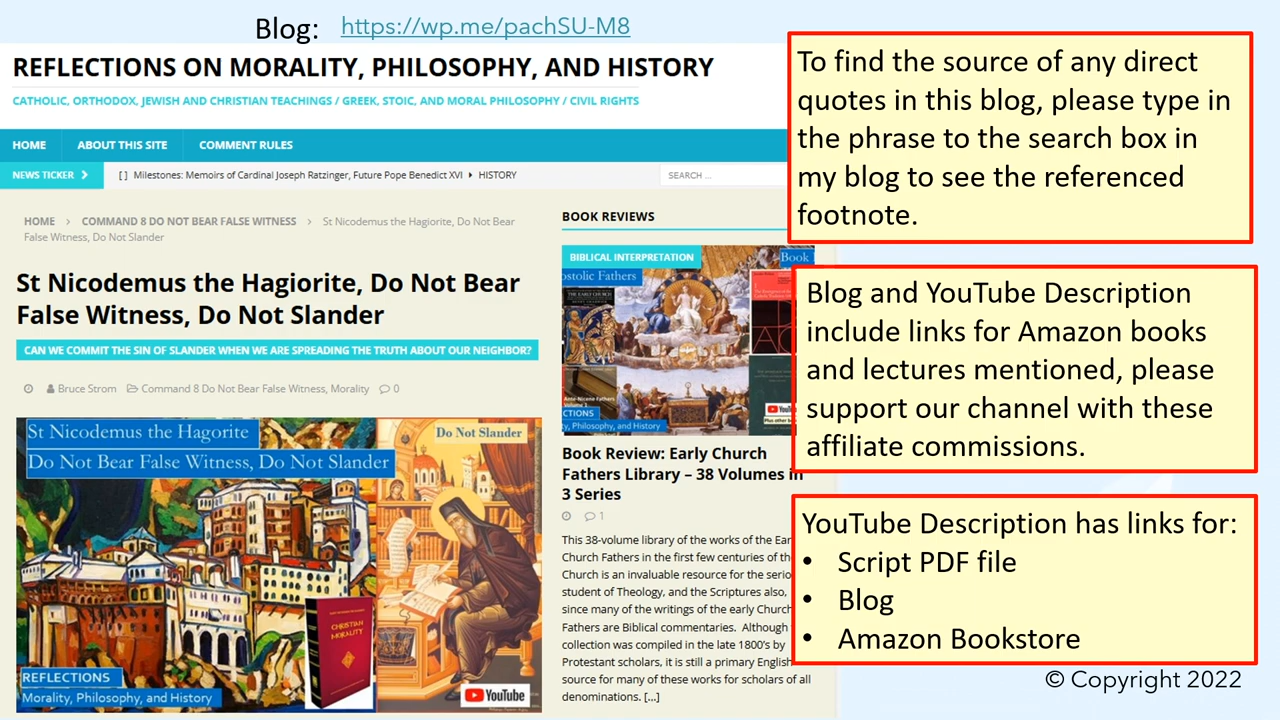 Blog: https://wp.me/pachSU-M8
REFLECTIONS ON MORALITY, PHILOSOPHY, AND HISTORY
CATHOLIC, ORTHODOX, JEWISH AND CHRISTIAN TEACHINGS / GREEK, STOIC, AND MORAL PHILOSOPHY / CIVIL RIGHTS
HOME ABOUT THIS SITE COMMENT RULES
NEWS TICKER [ ] Milestones: Memoirs of Cardinal Joseph Ratzinger, Future Pope Benedict XVI HISTORY
SEARCH ...
HOME > COMMAND 8 DO NOT BEAR FALSE WITNESS > St Nicodemus the Hagiorite, Do Not Bear
False Witness, Do Not Slander
St Nicodemus the Hagiorite, Do Not Bear
False Witness, Do Not Slander
CAN WE COMMIT THE SIN OF SLANDER WHEN WE ARE SPREADING THE TRUTH ABOUT OUR NEIGHBOR?
Bruce Strom Command 8 Do Not Bear False Witness, Morality 0
St Nicodemus the Hagorite
Do Not Bear False Witness, Do Not Slander
Do Not Slander
CHRISTIAN
MORALITY
REFLECTIONS
Morality, Philosophy, and History
YouTube
BOOK REVIEWS
BIBLICAL INTERPRETATION
Book
ostolic Fathers
Ante-Nicene Fathers
CTIONS
ty, Philosophy, and History
Book Review: Early Church
Fathers Library – 38 Volumes in
3 Series
1
This 38-volume library of the works of the Ear
Church Fathers in the first few centuries of th
Church is an invaluable resource for the serio
student of Theology, and the Scriptures also,
since many of the writings of the early Church
Fathers are Biblical commentaries. Although
collection was compiled in the late 1800's by
Protestant scholars, it is still a primary English
source for many of these works for scholars of all
denominations. [...]
To find the source of any direct
quotes in this blog, please type in
the phrase to the search box in
my blog to see the referenced
footnote.
Blog and YouTube Description
include links for Amazon books
and lectures mentioned, please
support our channel with these
affiliate commissions.
YouTube Description has links for:
• Script PDF file
• Blog
• Amazon Bookstore
© Copyright 2022